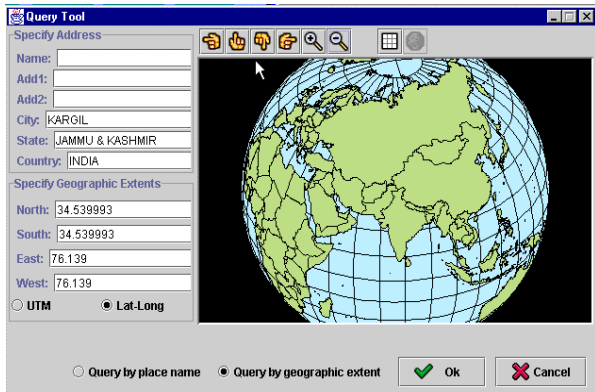 Query Tool
Specify Address
Name:
Add1:
Add2:
City: KARGIL
State: JAMMU & KASHMIR
Country: INDIA
Specify Geographic Extents
North: 34.539993
South: 34.539993
East: 76.139
West: 76.139
UTM Lat-Long
Query by place name Query by geographic extent Ok Cancel